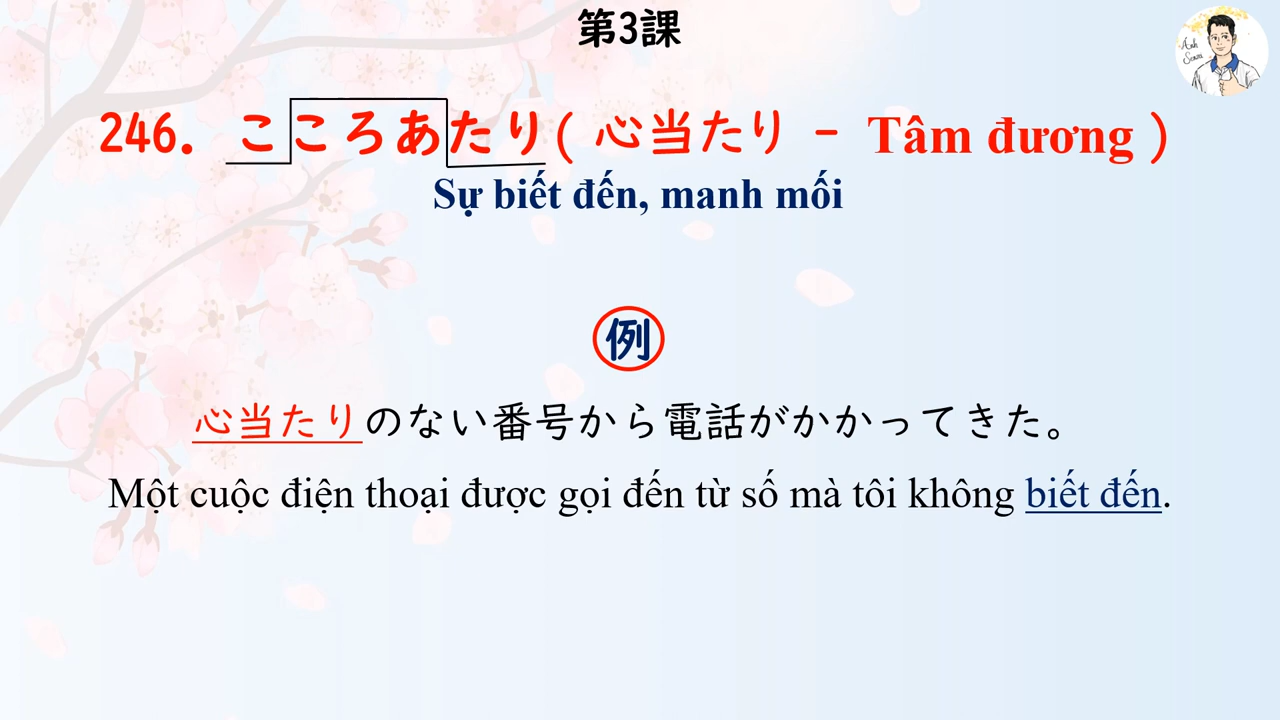 第3課
Anh Sensei
246. こころあたり( 心当たり - Tâm đương )
Sự biết đến, manh mối
例
心当たりのない番号から電話がかかってきた。
Một cuộc điện thoại được gọi đến từ số mà tôi không biết đến.